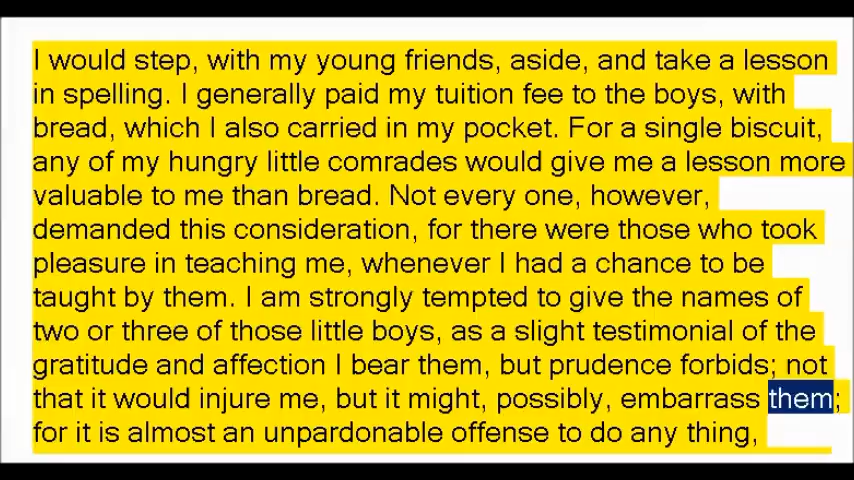 I would step, with my young friends, aside, and take a lesson
in spelling. I generally paid my tuition fee to the boys, with
bread, which I also carried in my pocket. For a single biscuit,
any of my hungry little comrades would give me a lesson more
valuable to me than bread. Not every one, however,
demanded this consideration, for there were those who took
pleasure in teaching me, whenever I had a chance to be
taught by them. I am strongly tempted to give the names of
two or three of those little boys, as a slight testimonial of the
gratitude and affection I bear them, but prudence forbids; not
that it would injure me, but it might, possibly, embarrass them;
for it is almost an unpardonable offense to do any thing,